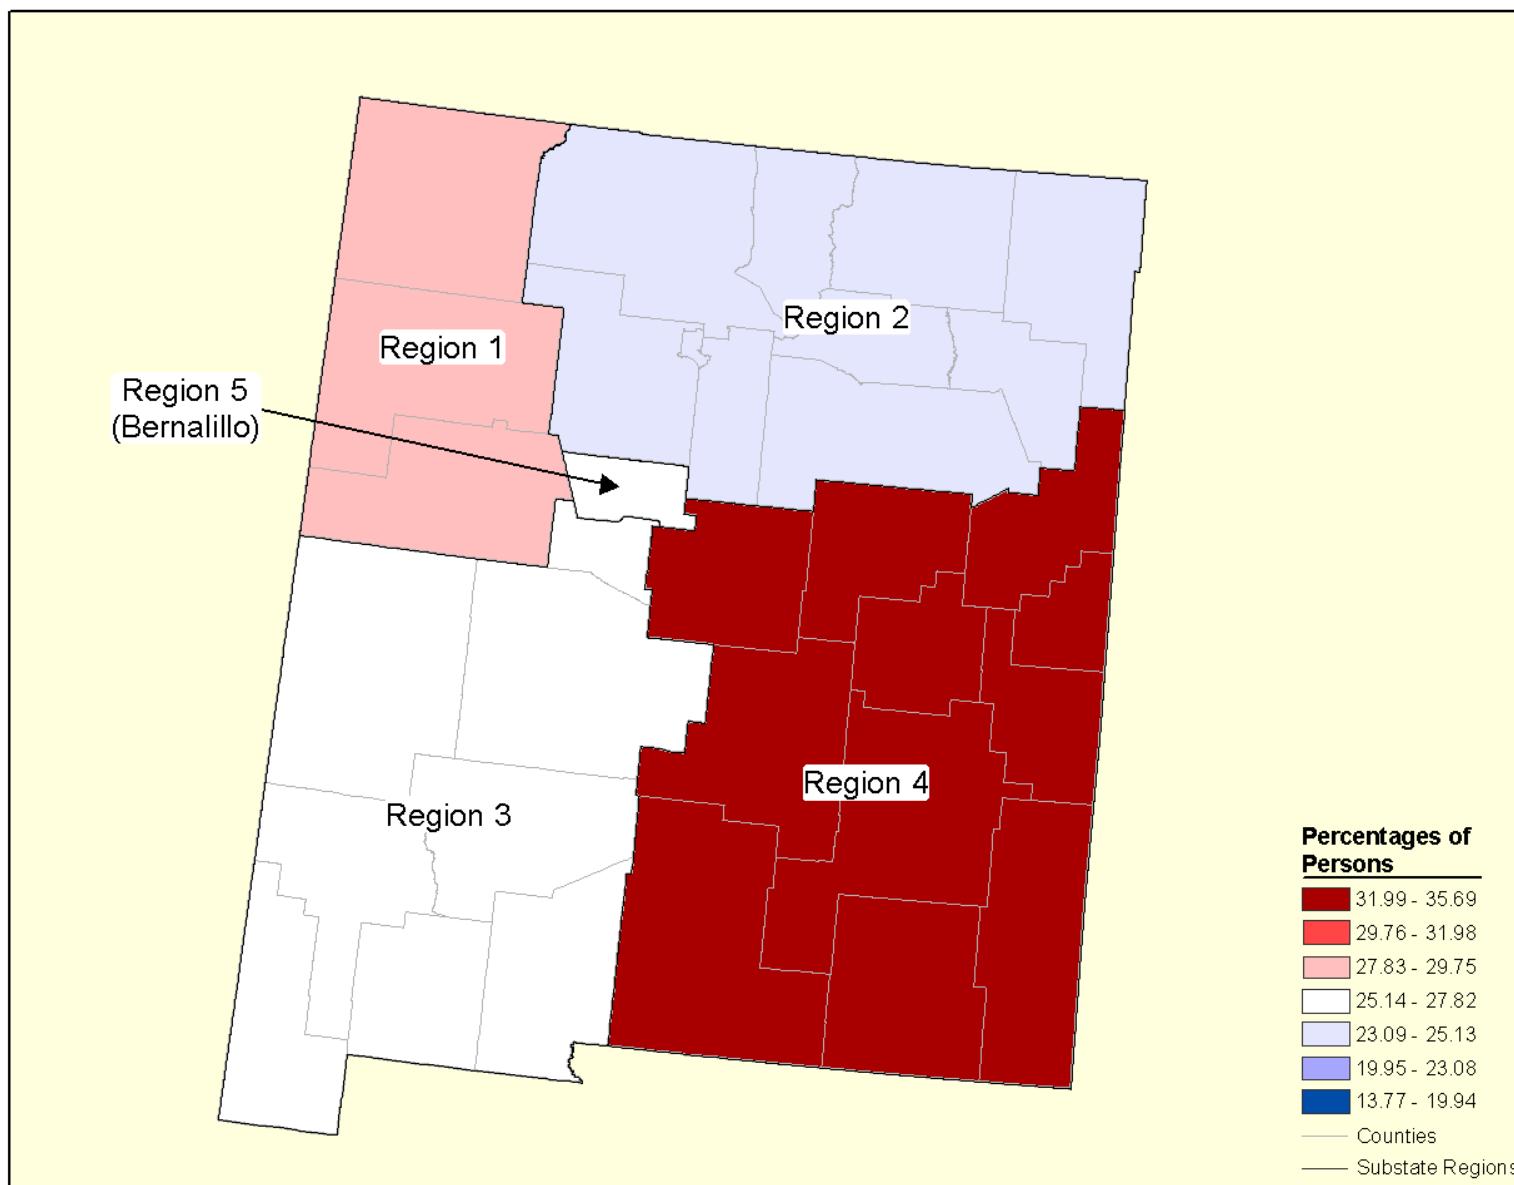 Region 2
Region 1
Region 5
(Bernalillo)
Region 4
Region 3
Percentages of
Persons
31.99 - 35.69
29.76 - 31.98
27.83 - 29.75
25.14 - 27.82
23.09 - 25.13
19.95 - 23.08
13.77 - 19.94
Counties
Substate Regions